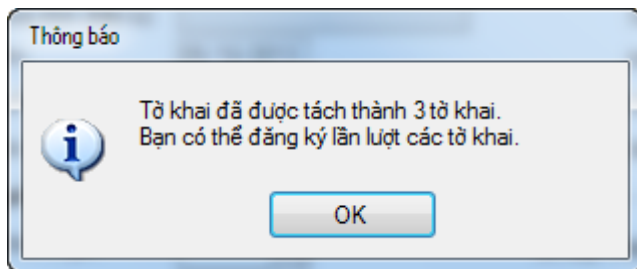 Thông báo
Tờ khai đã được tách thành 3 tờ khai.
Bạn có thể đăng ký lần lượt các tờ khai.
OK